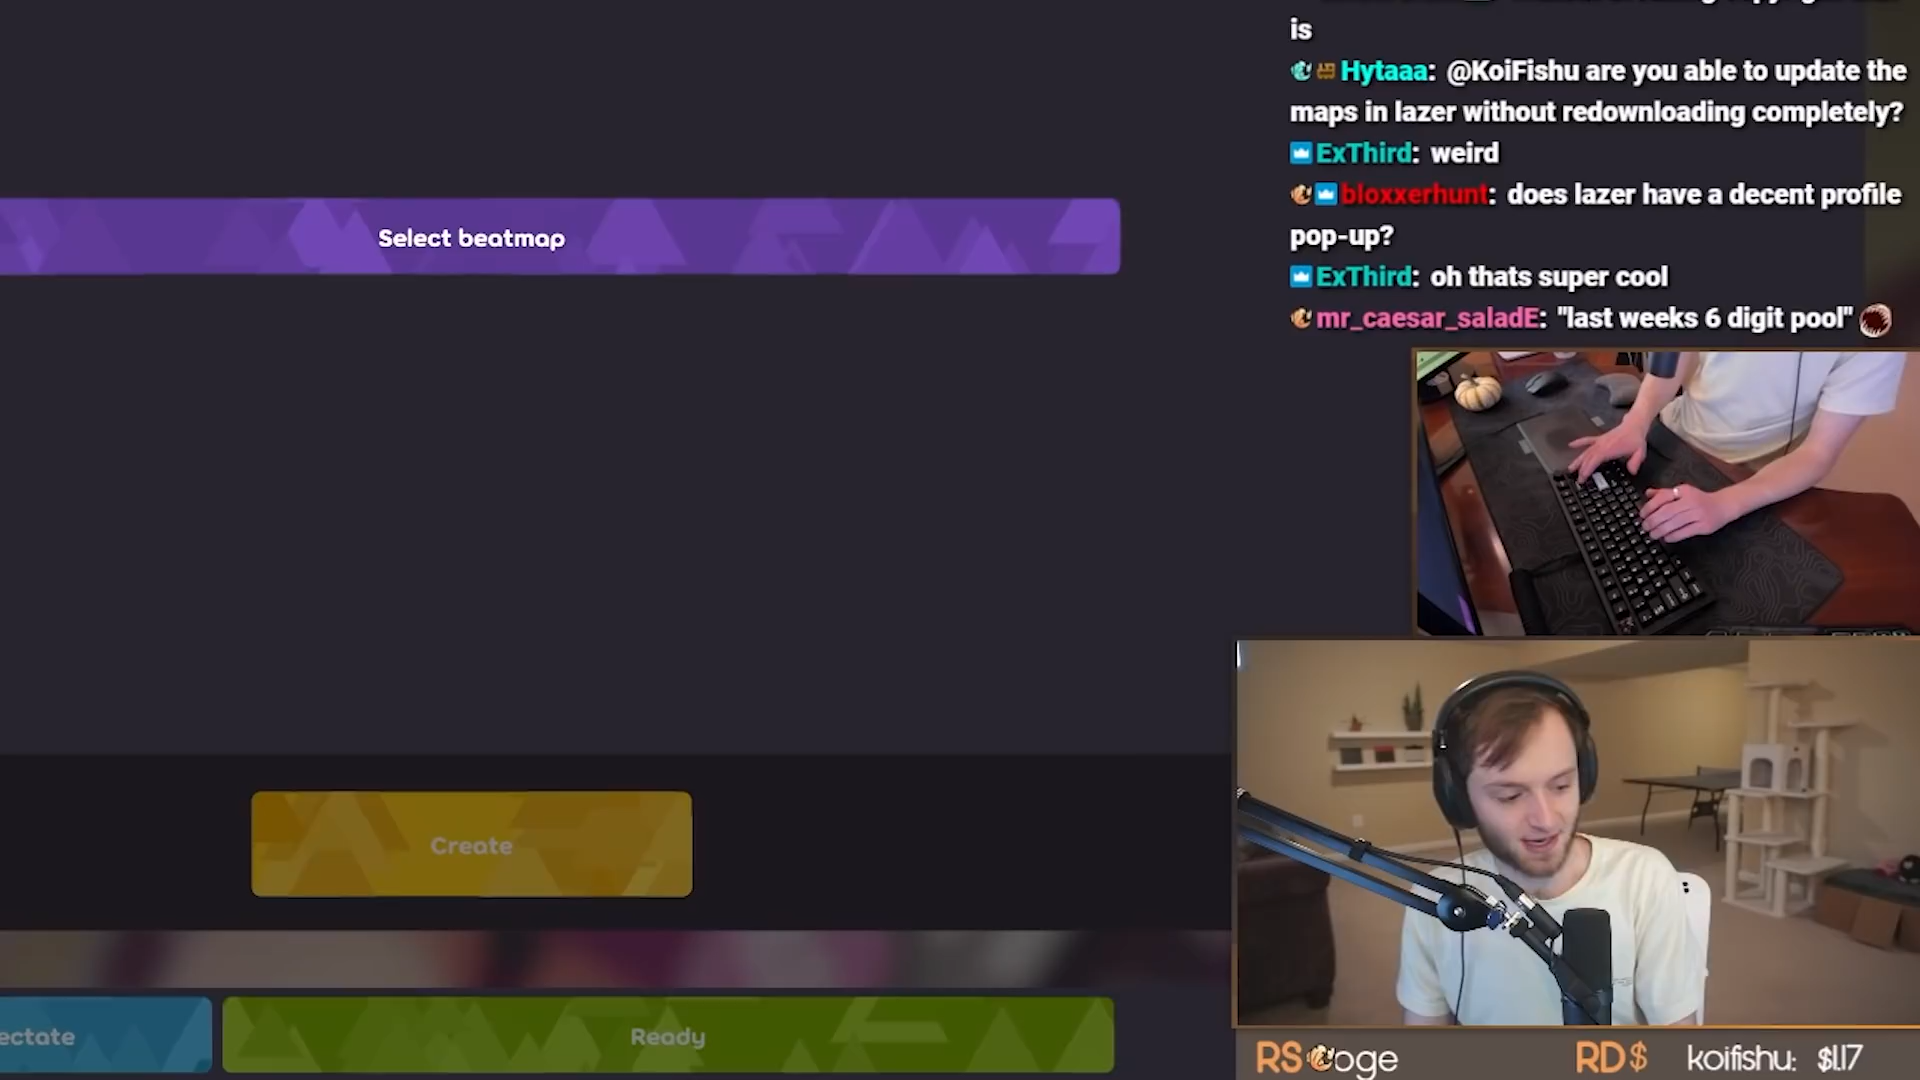 is
Hytaaa: @KoiFishu are you able to update the
maps in lazer without redownloading completely?
ExThird: weird
bloxxerhunt: does lazer have a decent profile
pop-up?
ExThird: oh thats super cool
mr_caesar_saladE: "last weeks 6 digit pool"
Select beatmap
Create
ectate
Ready
RS oge
RD$
koifishu: $1.17